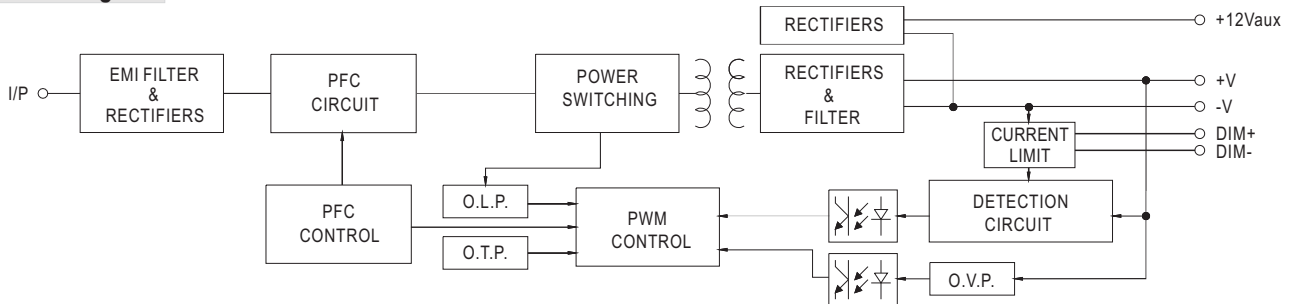 RECTIFIERS
+12Vaux
I/P
EMI FILTER
&
RECTIFIERS
PFC
CIRCUIT
POWER
SWITCHING
RECTIFIERS
&
FILTER
+V
-V
CURRENT
LIMIT
DIM+
DIM-
PFC
CONTROL
O.L.P.
O.T.P.
PWM
CONTROL
DETECTION
CIRCUIT
O.V.P.